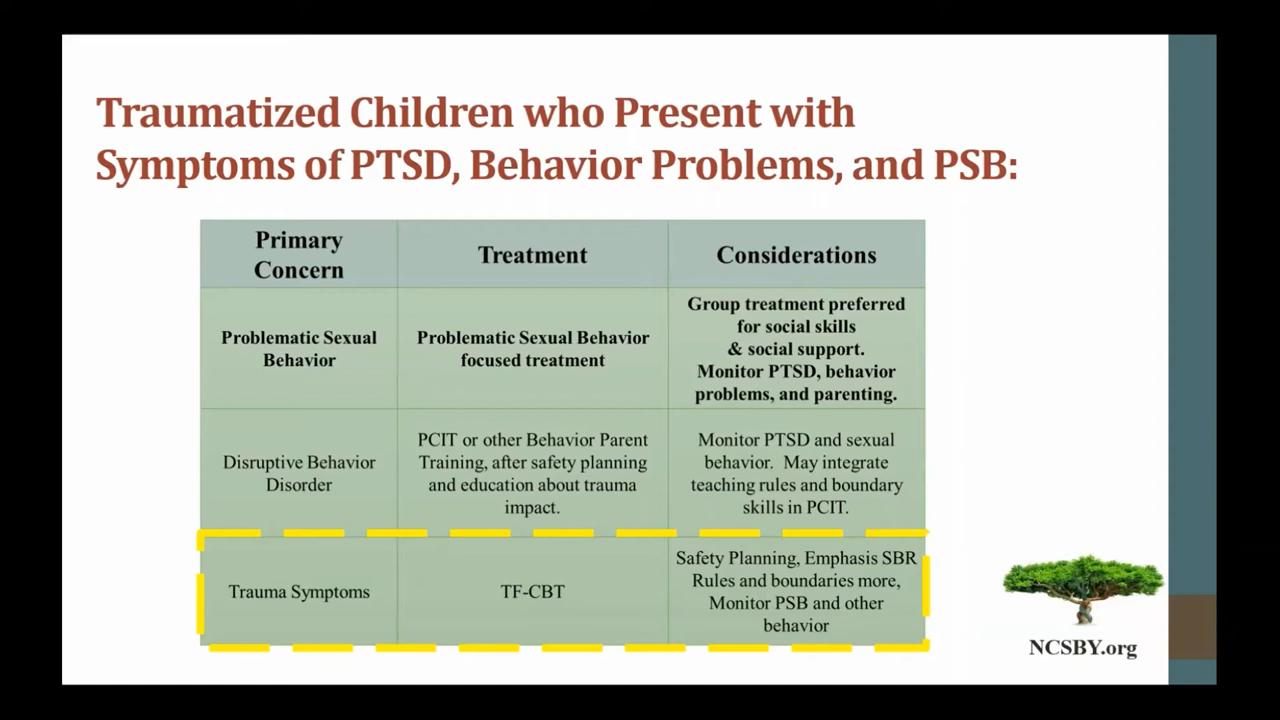 Traumatized Children who Present with
Symptoms of PTSD, Behavior Problems, and PSB:
Primary
Concern
Treatment
Considerations
Problematic Sexual
Behavior
Problematic Sexual Behavior
focused treatment
Group treatment preferred
for social skills
& social support.
Monitor PTSD, behavior
problems, and parenting.
Disruptive Behavior
Disorder
PCIT or other Behavior Parent
Training, after safety planning
and education about trauma
impact.
Monitor PTSD and sexual
behavior. May integrate
teaching rules and boundary
skills in PCIT.
Trauma Symptoms
TF-CBT
Safety Planning, Emphasis SBR
Rules and boundaries more,
Monitor PSB and other
behavior
NCSBY.org